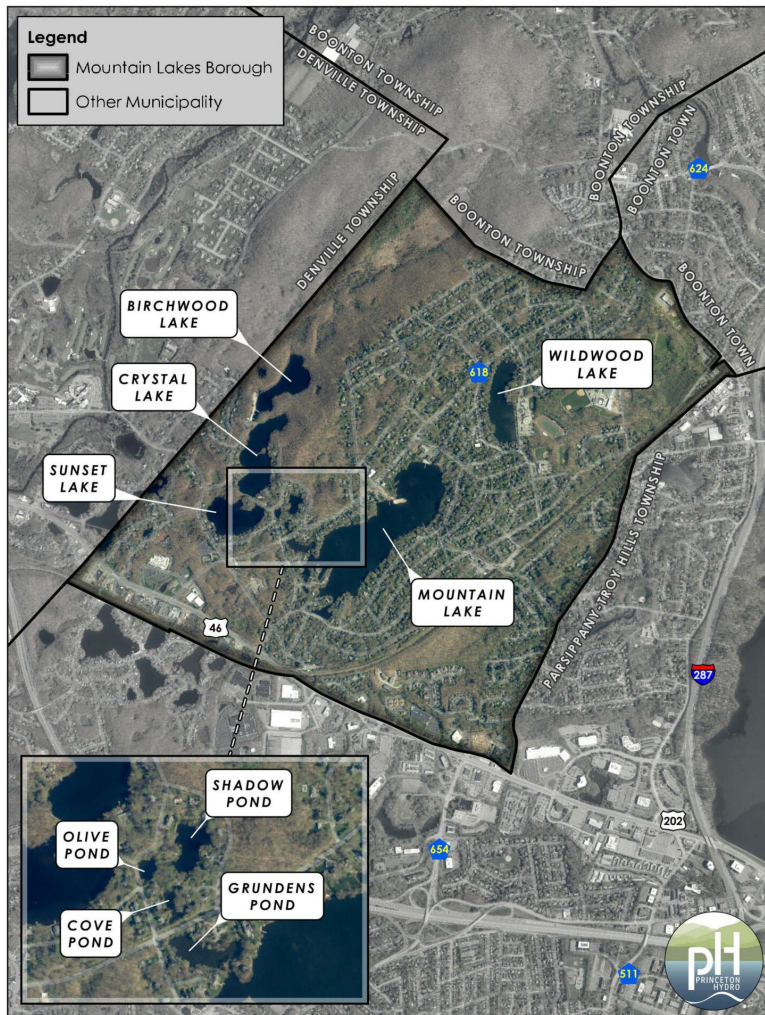 Legend
Mountain Lakes Borough
Other Municipality
BOONTON TOWNSHIP
DENVILLE TOWNSHIP
BOONTON TOWNSHIP
BOONTON TOWN
624
DENVILLE TOWNSHIP
BOONTON TOWNSHIP
BOONTON TOWN
BIRCHWOOD
LAKE
CRYSTAL
LAKE
618
WILDWOOD
LAKE
SUNSET
LAKE
MOUNTAIN
LAKE
PARSIPPANY-TROY HILLS TOWNSHIP
46
287
SHADOW
POND
OLIVE
POND
GRUNDENS
POND
COVE
POND
202
654
511
pH
PRINCETON
HYDRO